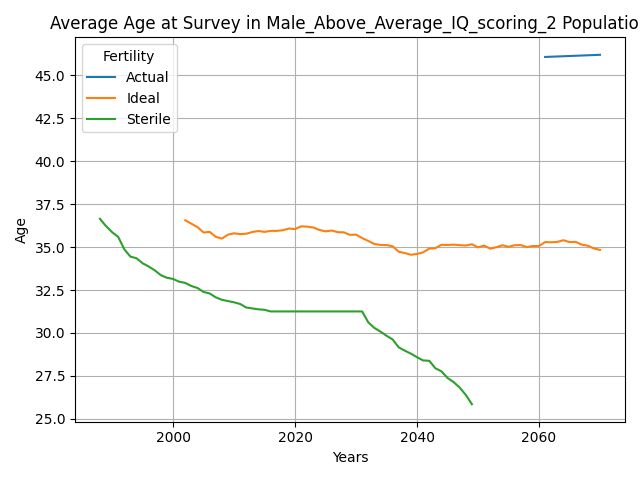 Average Age at Survey in Male_Above_Average_IQ_scoring_2 Populatio
Fertility
Actual
Ideal
Sterile
45.0
42.5
40.0
37.5
35.0
32.5
30.0
27.5
25.0
Age
2000 2020 2040 2060
Years